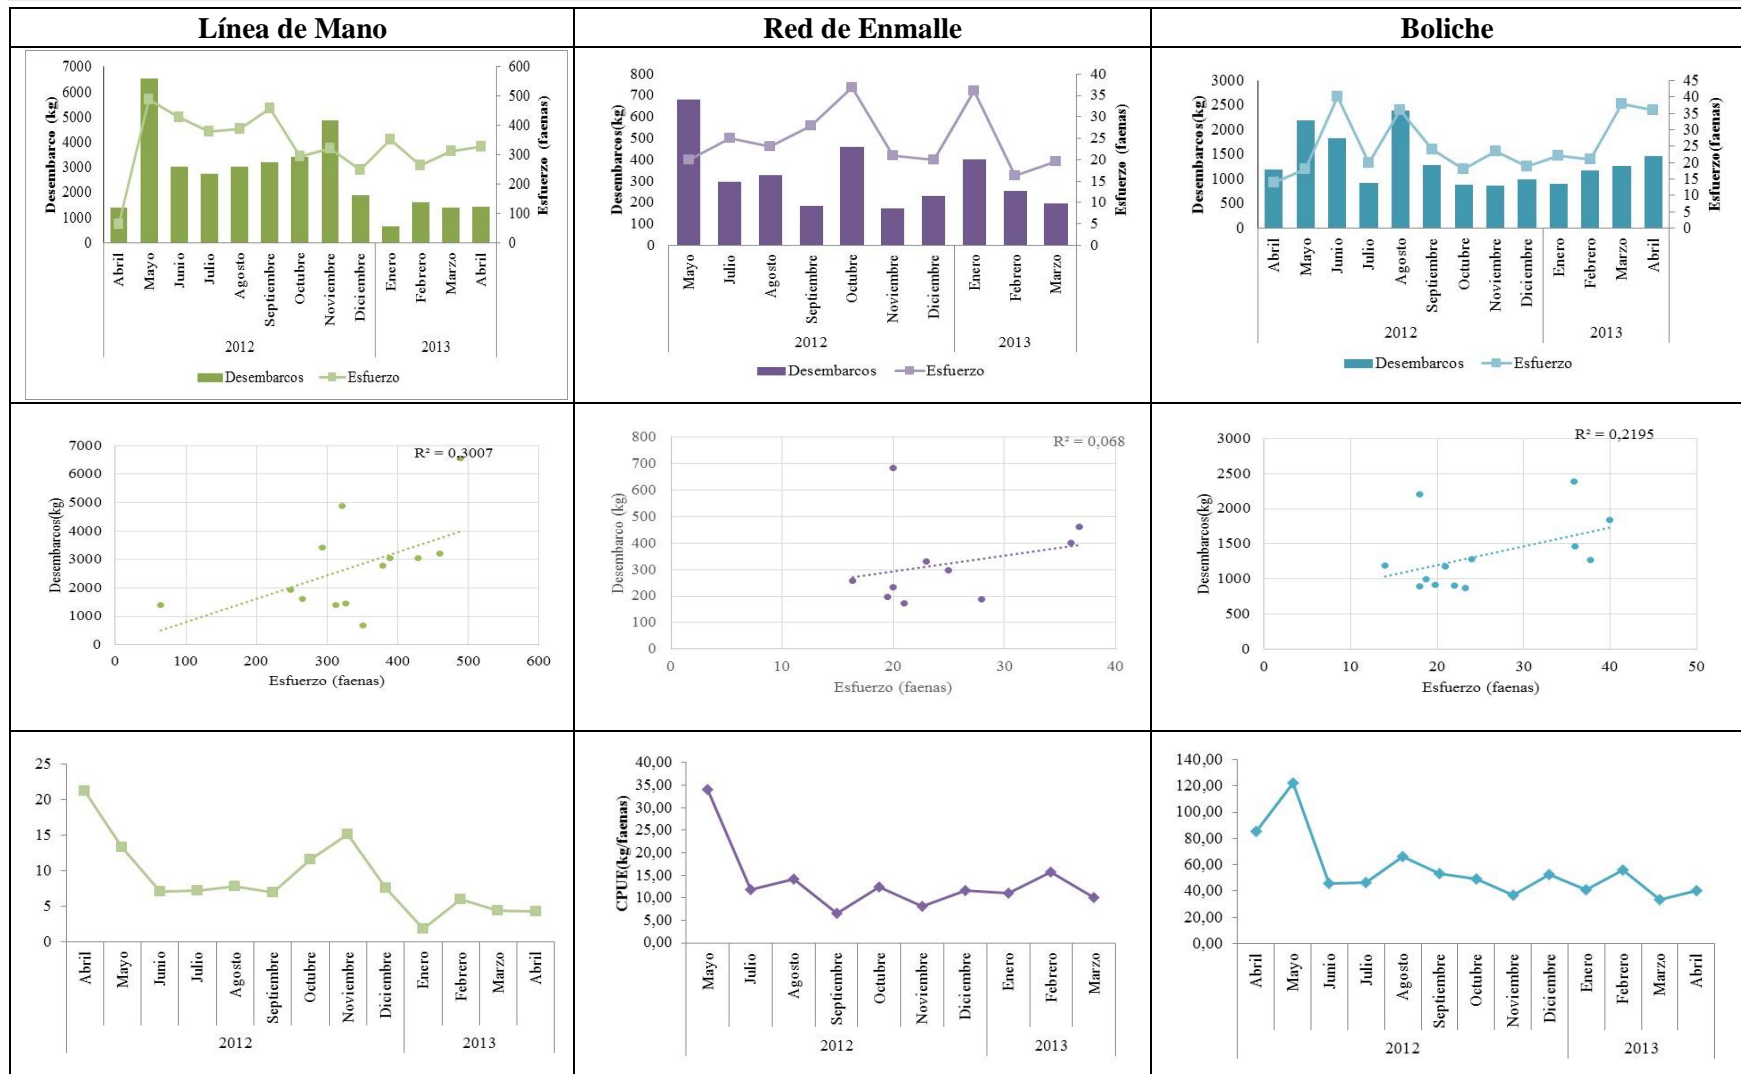 Línea de Mano
Red de Enmalle
Boliche
7000
6000
5000
4000
3000
2000
1000
0
Desembarcos (kg)
600
500
400
300
200
100
0
Esfuerzo (faenas)
Abril
Mayo
Junio
Julio
Agosto
Septiembre
Octubre
Noviembre
Diciembre
Enero
Febrero
Marzo
Abril
2012
2013
Desembarcos
Esfuerzo
800
700
600
500
400
300
200
100
0
Desembarcos(kg)
40
35
30
25
20
15
10
5
0
Esfuerzo (faenas)
Mayo
Julio
Agosto
Septiembre
Octubre
Noviembre
Diciembre
Enero
Febrero
Marzo
2012
2013
Desembarcos
Esfuerzo
3000
2500
2000
1500
1000
500
0
Desembarcos(kg)
45
40
35
30
25
20
15
10
5
0
Esfuerzo(faenas)
Abril
Mayo
Junio
Julio
Agosto
Septiembre
Octubre
Noviembre
Diciembre
Enero
Febrero
Marzo
Abril
2012
2013
Desembarcos
Esfuerzo
7000
6000
5000
4000
3000
2000
1000
0
Desembarcos(kg)
R² = 0,3007
0 100 200 300 400 500 600
Esfuerzo (faenas)
800
700
600
500
400
300
200
100
0
Desembarco (kg)
R² = 0,068
0 10 20 30 40
Esfuerzo (faenas)
3000
2500
2000
1500
1000
500
0
Desembarcos(kg)
R² = 0,2195
0 10 20 30 40 50
Esfuerzo (faenas)
25
20
15
10
5
0
Abril
Mayo
Junio
Julio
Agosto
Septiembre
Octubre
Noviembre
Diciembre
Enero
Febrero
Marzo
Abril
2012
2013
40,00
35,00
30,00
25,00
20,00
15,00
10,00
5,00
0,00
CPUE(kg/faenas)
Mayo
Julio
Agosto
Septiembre
Octubre
Noviembre
Diciembre
Enero
Febrero
Marzo
2012
2013
140,00
120,00
100,00
80,00
60,00
40,00
20,00
0,00
Abril
Mayo
Junio
Julio
Agosto
Septiembre
Octubre
Noviembre
Diciembre
Enero
Febrero
Marzo
Abril
2012
2013